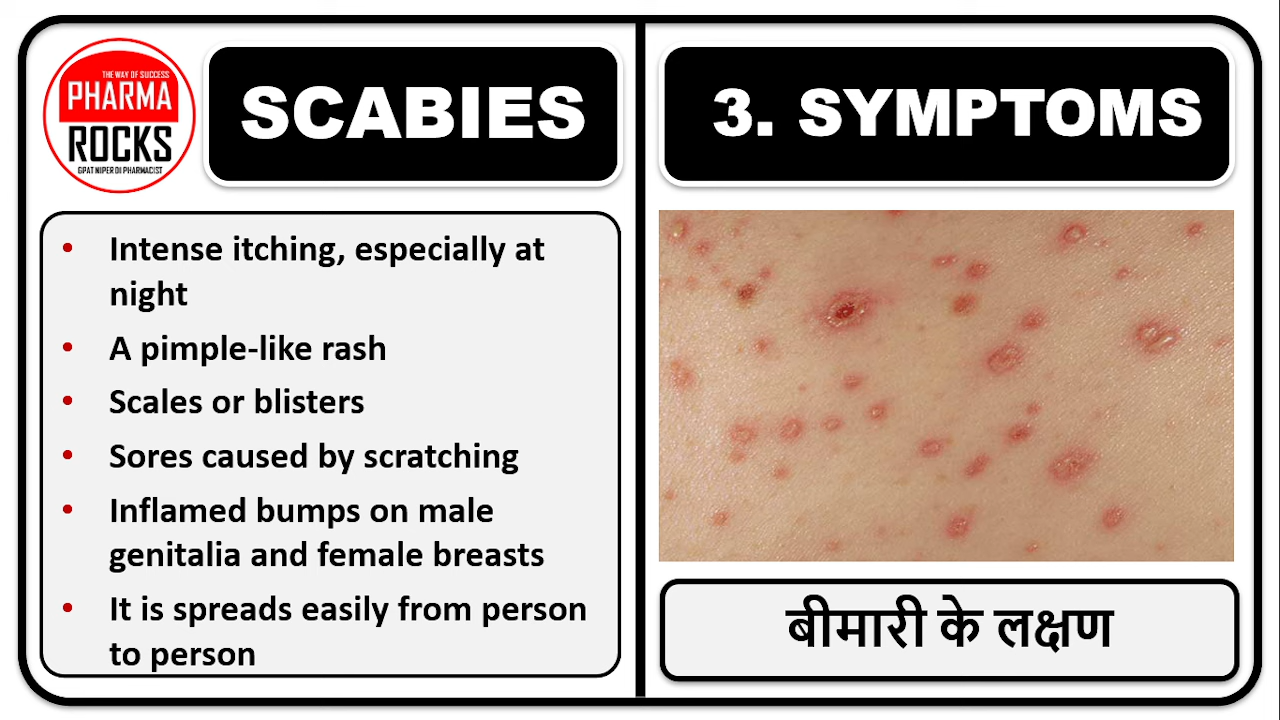 THE WAY OF SUCCESS
PHARMA
ROCKS
GPAT NIPER DI PHARMACIST
SCABIES
• Intense itching, especially at
night
• A pimple-like rash
• Scales or blisters
• Sores caused by scratching
• Inflamed bumps on male
genitalia and female breasts
• It is spreads easily from person
to person
3. SYMPTOMS
बीमारी के लक्षण